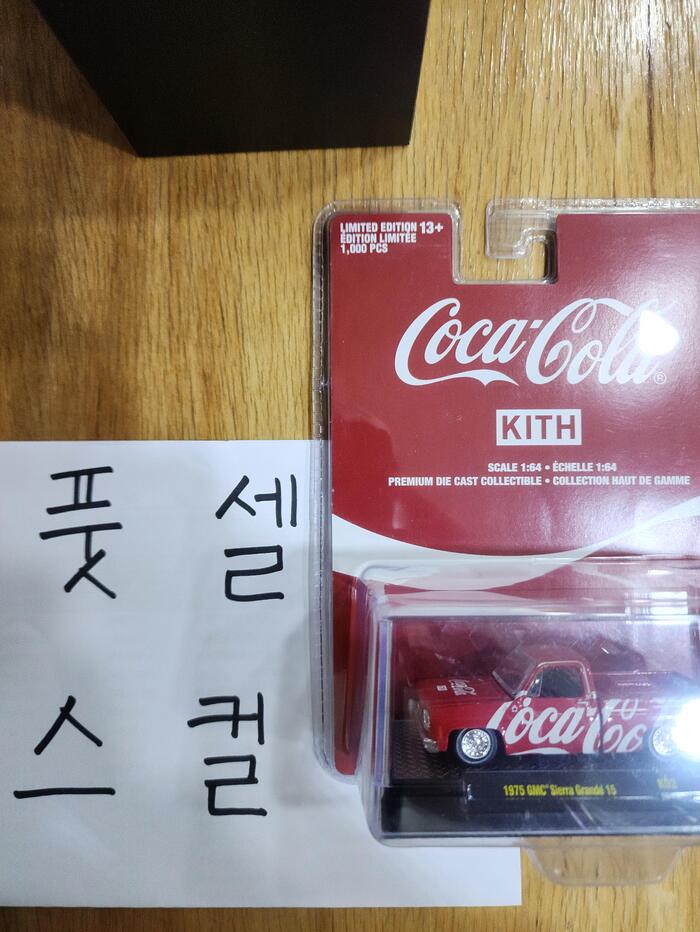 풋 셀
스 컬
LIMITED EDITION 13+
ÉDITION LIMITÉE
1,000 PCS
Coca-Cola®
KITH
SCALE 1:64 • ÉCHELLE 1:64
PREMIUM DIE CAST COLLECTIBLE • COLLECTION HAUT DE GAMME
Coca-Cola
1975 GMC® Sierra Grande 15